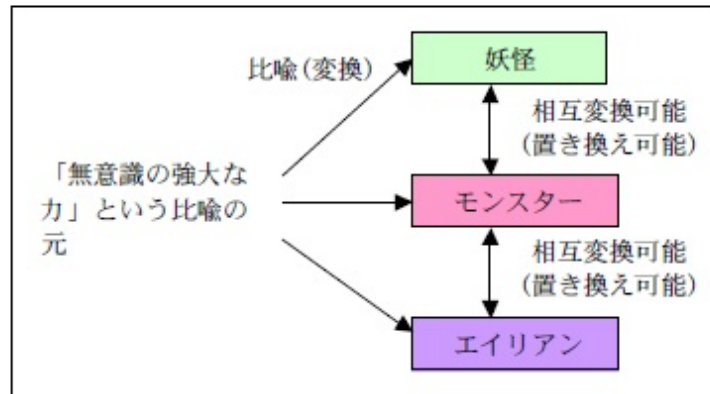 妖怪
比喩(変換)
相互変換可能
(置き換え可能)
「無意識の強大な
力」という比喩の
元
モンスター
相互変換可能
(置き換え可能)
エイリアン